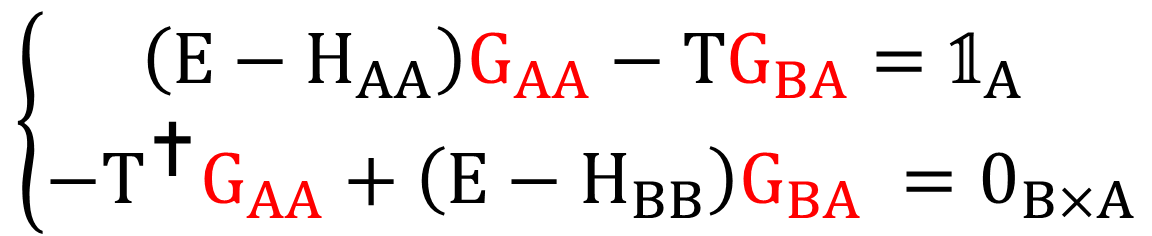 (E − H_AA)G_AA − TG_BA = 𝟙_A
−T†G_AA + (E − H_BB)G_BA = 0_B×A